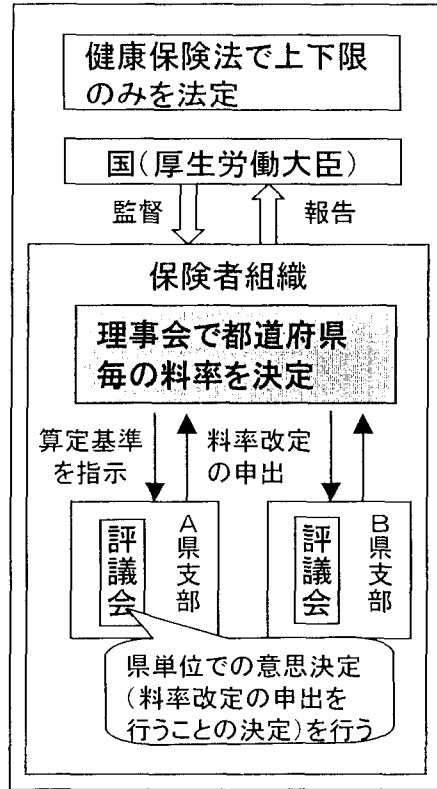 健康保険法で上下限
のみを法定
国(厚生労働大臣)
監督
報告
保険者組織
理事会で都道府県
毎の料率を決定
算定基準
を指示
料率改定
の申出
評議会
A県支部
評議会
B県支部
県単位での意思決定
(料率改定の申出を
行うことの決定)を行う